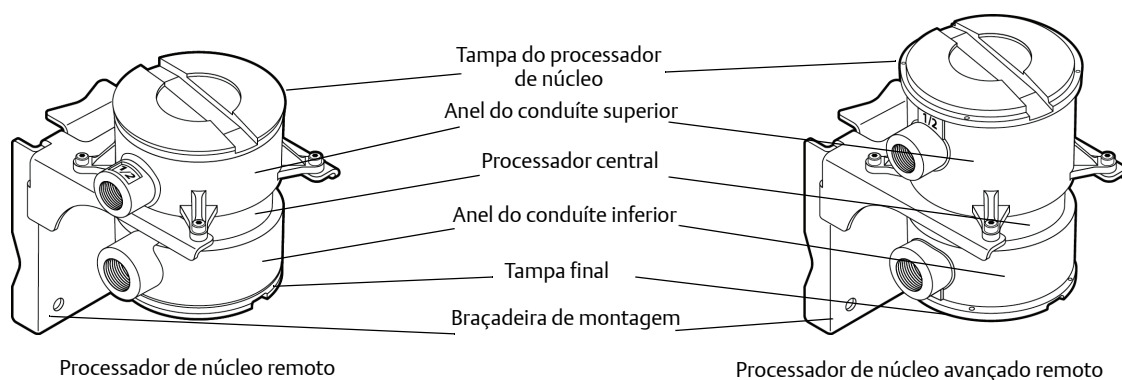 Tampa do processador
de núcleo
Anel do conduíte superior
1/2
1/2
Processador central
Anel do conduíte inferior
Tampa final
Braçadeira de montagem
Processador de núcleo remoto
Processador de núcleo avançado remoto